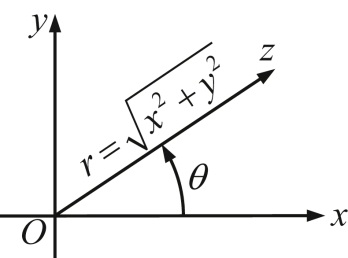 y
z
r = √x² + y²
θ
O
x